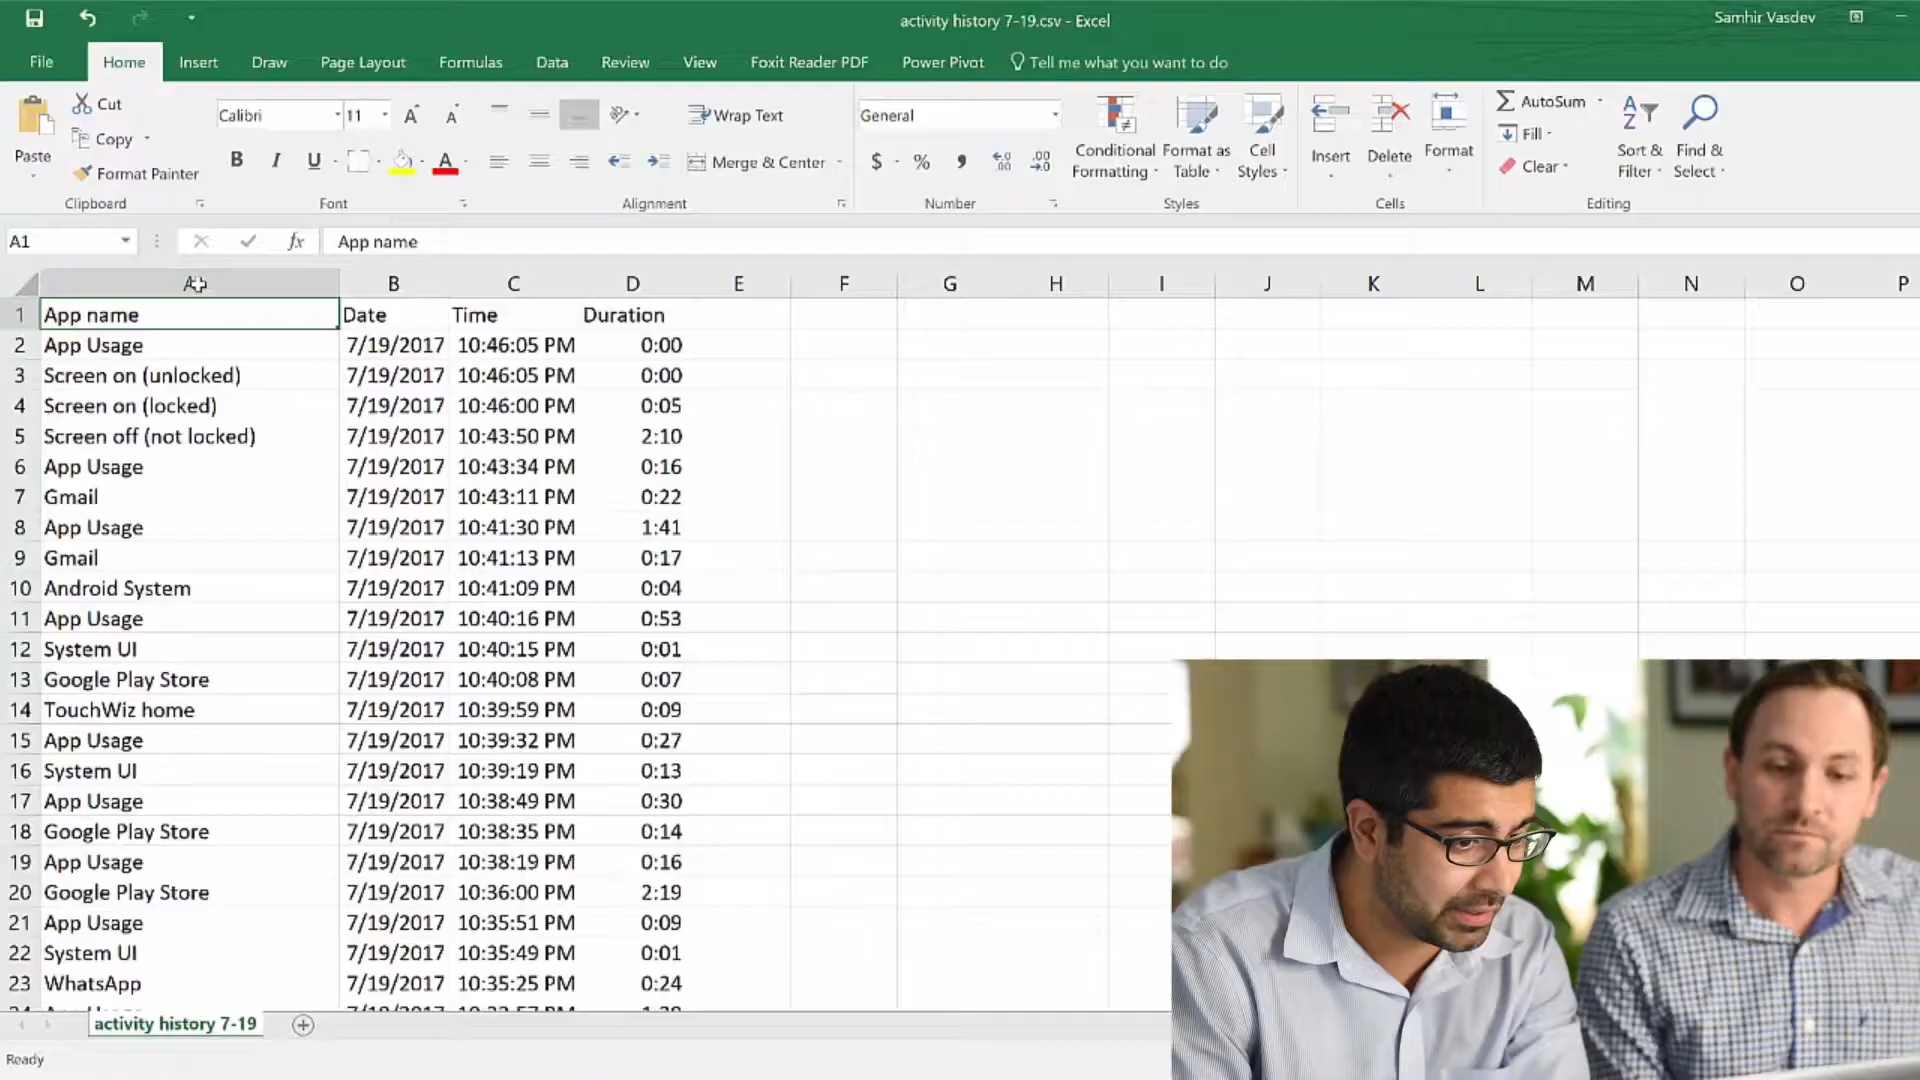 activity history 7-19.csv - Excel
Samhir Vasdev
File Home Insert Draw Page Layout Formulas Data Review View Foxit Reader PDF Power Pivot Tell me what you want to do
Paste
Cut
Copy
Format Painter
Clipboard
Calibri 11
B I U A
Font
Wrap Text
Merge & Center
Alignment
General
$ % ,
Number
Conditional Formatting
Format as Table
Cell Styles
Styles
Insert
Delete
Format
Cells
AutoSum
Fill
Clear
Sort & Filter
Find & Select
Editing
A1 fx App name
A B C D E F G H I J K L M N O P
1 App name Date Time Duration
2 App Usage 7/19/2017 10:46:05 PM 0:00
3 Screen on (unlocked) 7/19/2017 10:46:05 PM 0:00
4 Screen on (locked) 7/19/2017 10:46:00 PM 0:05
5 Screen off (not locked) 7/19/2017 10:43:50 PM 2:10
6 App Usage 7/19/2017 10:43:34 PM 0:16
7 Gmail 7/19/2017 10:43:11 PM 0:22
8 App Usage 7/19/2017 10:41:30 PM 1:41
9 Gmail 7/19/2017 10:41:13 PM 0:17
10 Android System 7/19/2017 10:41:09 PM 0:04
11 App Usage 7/19/2017 10:40:16 PM 0:53
12 System UI 7/19/2017 10:40:15 PM 0:01
13 Google Play Store 7/19/2017 10:40:08 PM 0:07
14 TouchWiz home 7/19/2017 10:39:59 PM 0:09
15 App Usage 7/19/2017 10:39:32 PM 0:27
16 System UI 7/19/2017 10:39:19 PM 0:13
17 App Usage 7/19/2017 10:38:49 PM 0:30
18 Google Play Store 7/19/2017 10:38:35 PM 0:14
19 App Usage 7/19/2017 10:38:19 PM 0:16
20 Google Play Store 7/19/2017 10:36:00 PM 2:19
21 App Usage 7/19/2017 10:35:51 PM 0:09
22 System UI 7/19/2017 10:35:49 PM 0:01
23 WhatsApp 7/19/2017 10:35:25 PM 0:24
activity history 7-19
Ready